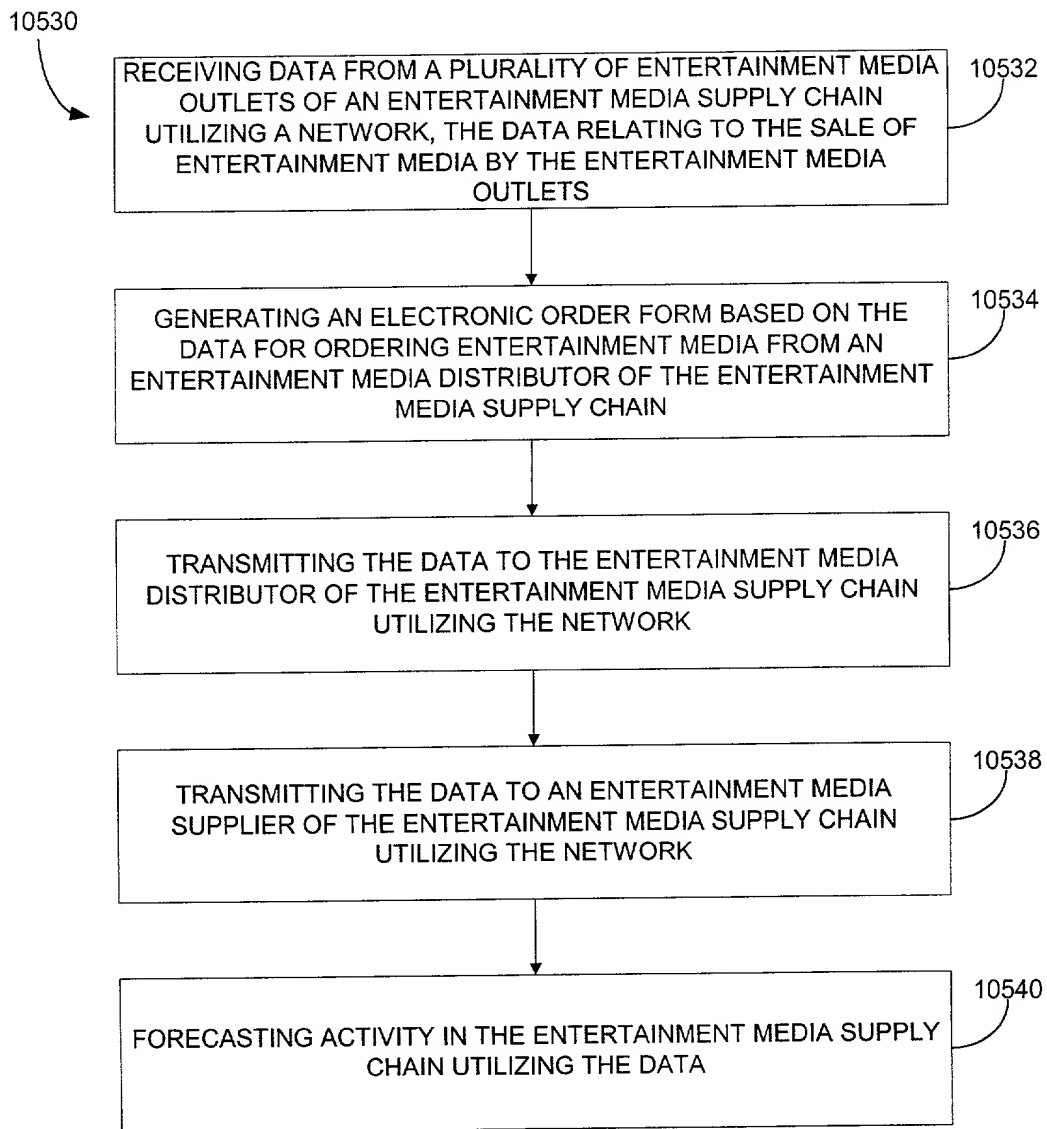 10530
RECEIVING DATA FROM A PLURALITY OF ENTERTAINMENT MEDIA
OUTLETS OF AN ENTERTAINMENT MEDIA SUPPLY CHAIN
UTILIZING A NETWORK, THE DATA RELATING TO THE SALE OF
ENTERTAINMENT MEDIA BY THE ENTERTAINMENT MEDIA
OUTLETS
10532
GENERATING AN ELECTRONIC ORDER FORM BASED ON THE
DATA FOR ORDERING ENTERTAINMENT MEDIA FROM AN
ENTERTAINMENT MEDIA DISTRIBUTOR OF THE ENTERTAINMENT
MEDIA SUPPLY CHAIN
10534
TRANSMITTING THE DATA TO THE ENTERTAINMENT MEDIA
DISTRIBUTOR OF THE ENTERTAINMENT MEDIA SUPPLY CHAIN
UTILIZING THE NETWORK
10536
TRANSMITTING THE DATA TO AN ENTERTAINMENT MEDIA
SUPPLIER OF THE ENTERTAINMENT MEDIA SUPPLY CHAIN
UTILIZING THE NETWORK
10538
FORECASTING ACTIVITY IN THE ENTERTAINMENT MEDIA SUPPLY
CHAIN UTILIZING THE DATA
10540